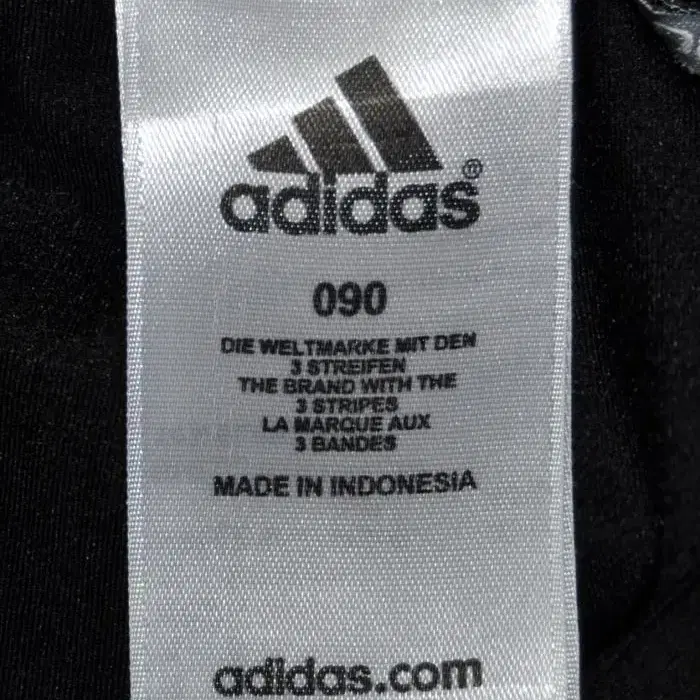 adidas®
090
DIE WELTMARKE MIT DEN
3 STREIFEN
THE BRAND WITH THE
3 STRIPES
LA MARQUE AUX
3 BANDES
MADE IN INDONESIA
adidas.com